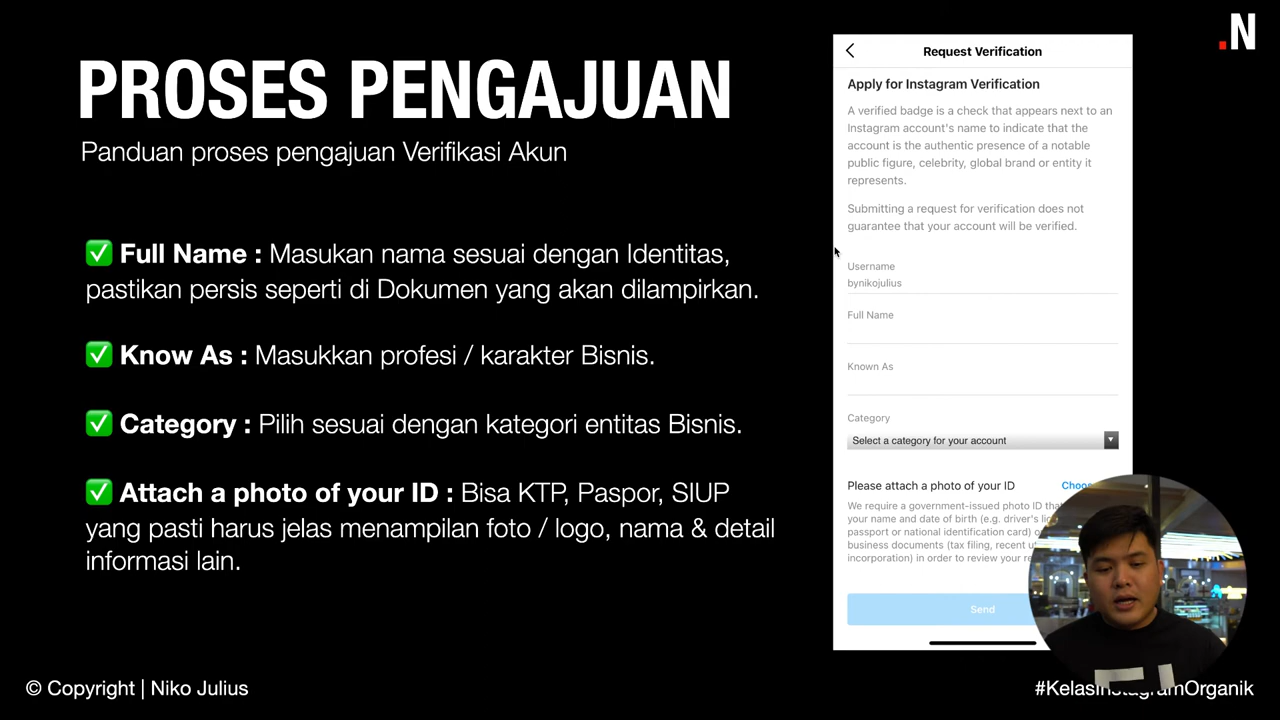 .N
PROSES PENGAJUAN
Panduan proses pengajuan Verifikasi Akun
✅ Full Name : Masukan nama sesuai dengan Identitas,
pastikan persis seperti di Dokumen yang akan dilampirkan.
✅ Know As : Masukkan profesi / karakter Bisnis.
✅ Category : Pilih sesuai dengan kategori entitas Bisnis.
✅ Attach a photo of your ID : Bisa KTP, Paspor, SIUP
yang pasti harus jelas menampilan foto / logo, nama & detail
informasi lain.
Request Verification
Apply for Instagram Verification
A verified badge is a check that appears next to an
Instagram account's name to indicate that the
account is the authentic presence of a notable
public figure, celebrity, global brand or entity it
represents.
Submitting a request for verification does not
guarantee that your account will be verified.
Username
bynikojulius
Full Name
Known As
Category
Select a category for your account
Please attach a photo of your ID
We require a government-issued photo ID
your name and date of birth (e.g. driver's
passport or national identification card)
business documents (tax filing, recent
incorporation) in order to review your
Send
© Copyright | Niko Julius
#KelasInstagramOrganik